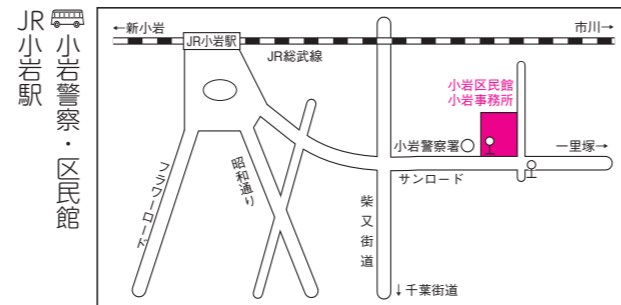 JR小岩駅
小岩警察・区民館
←新小岩
市川→
JR小岩駅
JR総武線
小岩区民館
小岩事務所
小岩警察署
一里塚→
サンロード
フラワーロード
昭和通り
柴又街道
↓千葉街道